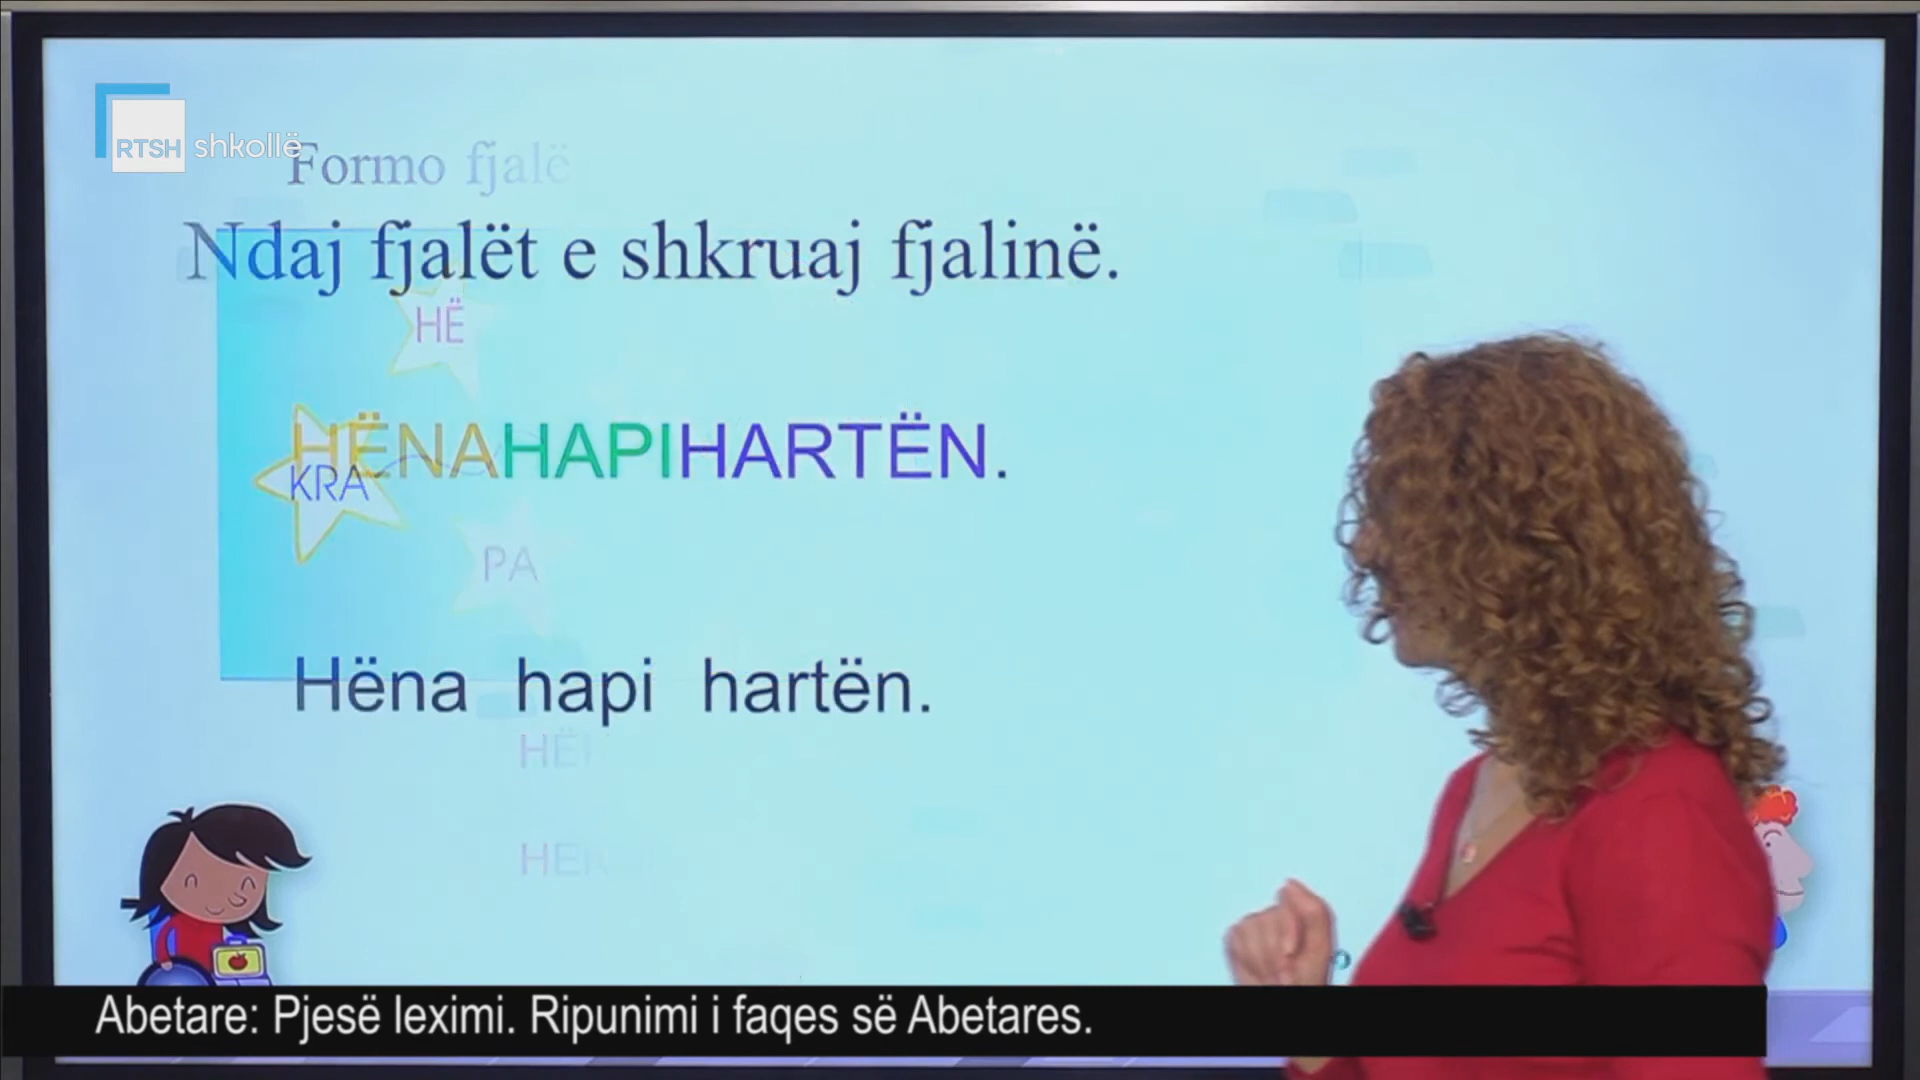 RTSH shkollë
Formo fjalë
Ndaj fjalët e shkruaj fjalinë.
HË
HËNAHAPIHARTËN.
KRA
PA
Hëna hapi hartën.
Abetare: Pjesë leximi. Ripunimi i faqes së Abetares.